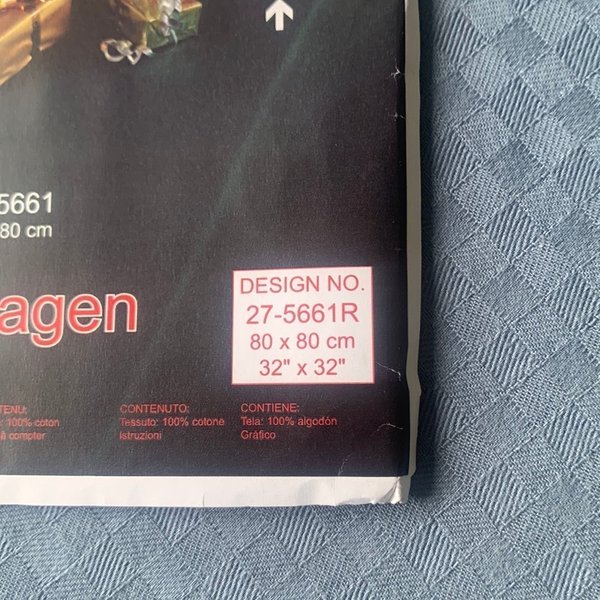 5661
80 cm
agen
DESIGN NO.
27-5661R
80 x 80 cm
32" x 32"
TENU:
: 100% coton
à compter
CONTENUTO:
Tessuto: 100% cotone
Istruzioni
CONTIENE:
Tela: 100% algodón
Gráfico